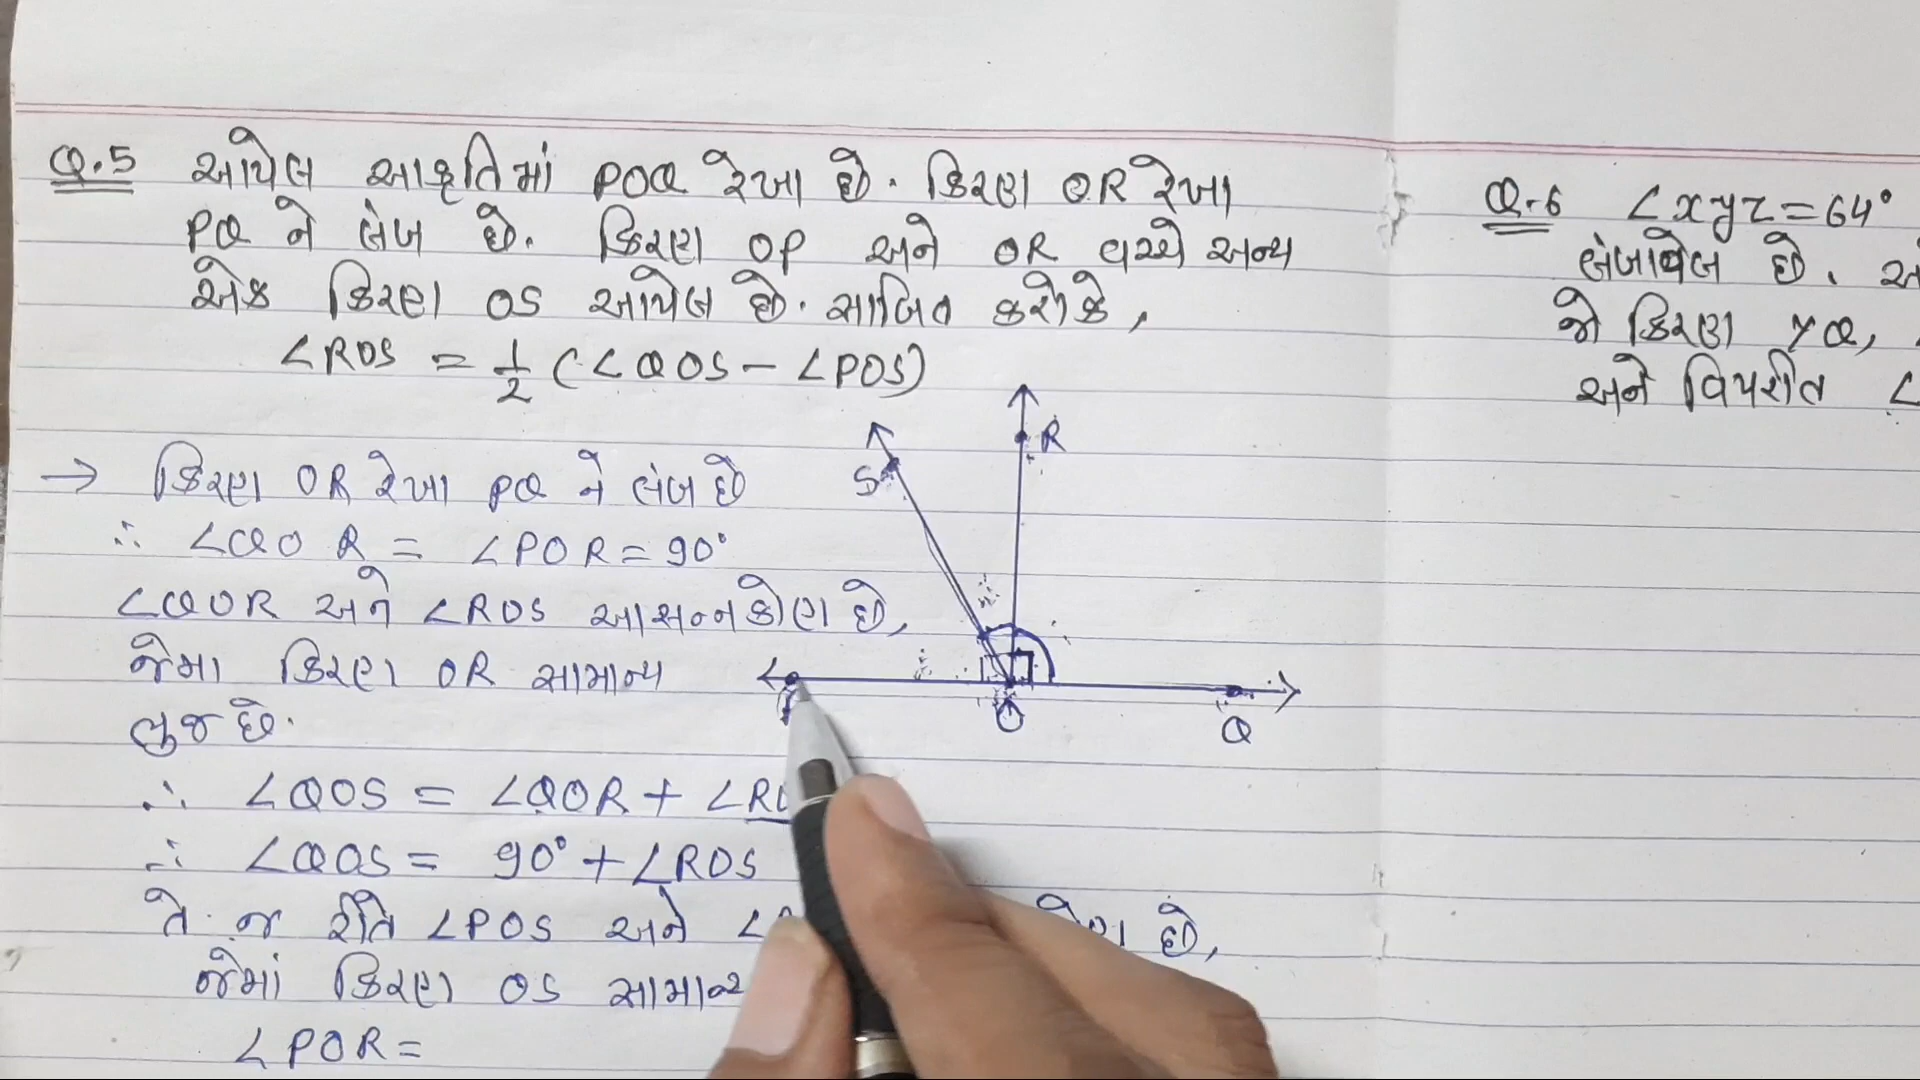 Q.5 આપેલ આકૃતિમાં POQ રેખા છે. કિરણ OR રેખા
PQ ને લંબ છે. કિરણ OP અને OR વચ્ચે અન્ય
એક કિરણ OS આપેલ છે. સાબિત કરો કે,
∠ROS = 1/2 (∠QOS - ∠POS)
→ કિરણ OR રેખા PQ ને લંબ છે
∴ ∠QOR = ∠POR = 90°
∠QOR અને ∠ROS આસન્નકોણ છે,
જેમા કિરણ OR સામાન્ય
ભુજ છે.
∴ ∠QOS = ∠QOR + ∠RO
∴ ∠QOS = 90° + ∠ROS
તે જ રીતે ∠POS અને ∠ છે,
જેમાં કિરણ OS સામાન્ય
∠POR =
S
R
P
O
Q
Q.6 ∠XYZ = 64°
લંબાવેલ છે.
જો કિરણ YQ,
અને વિપરીત ∠